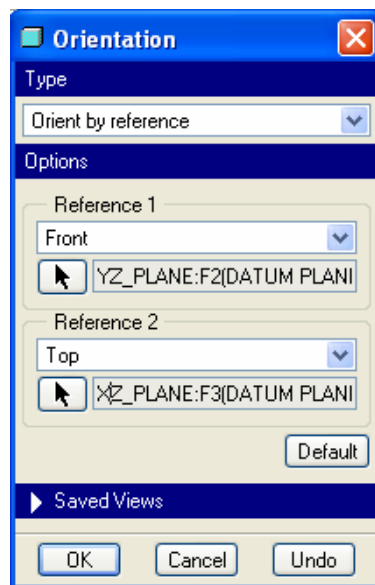 Orientation
Type
Orient by reference
Options
Reference 1
Front
YZ_PLANE:F2(DATUM PLANI
Reference 2
Top
XZ_PLANE:F3(DATUM PLANI
Default
Saved Views
OK Cancel Undo